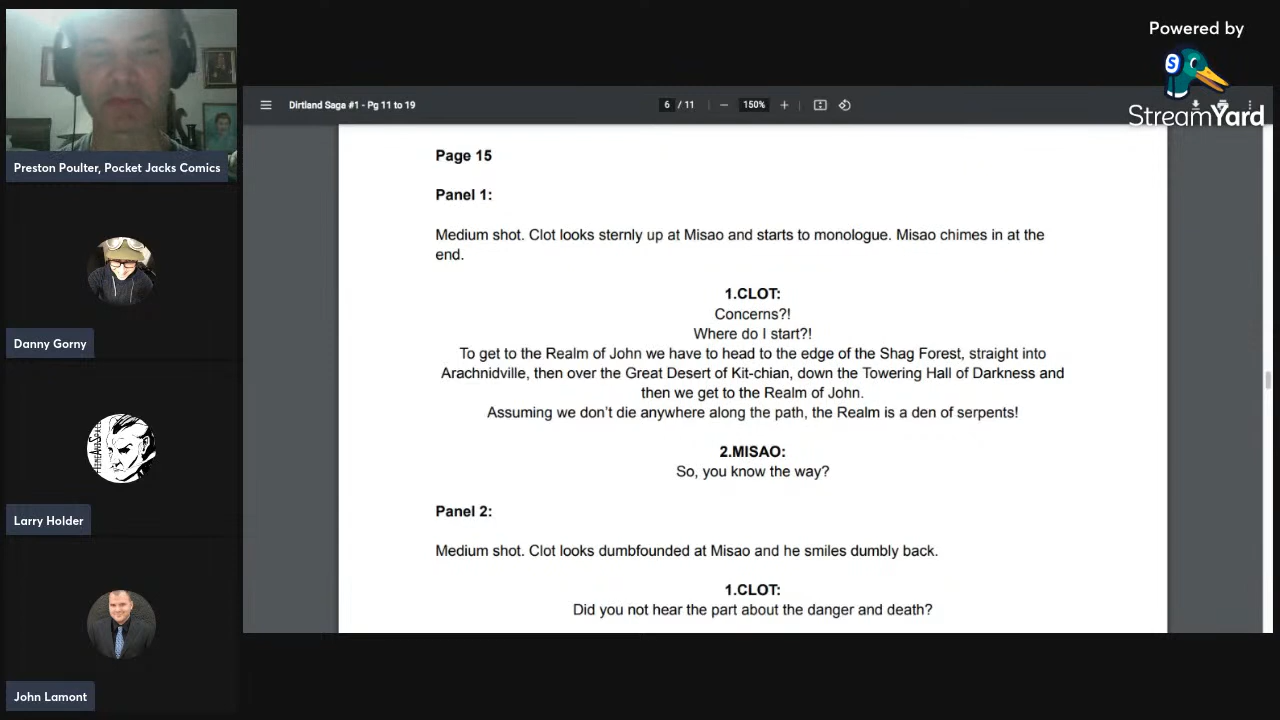 Powered by
S
StreamYard
Preston Poulter, Pocket Jacks Comics
Danny Gorny
Larry Holder
John Lamont
Dirtland Saga #1 - Pg 11 to 19
6 / 11
150%
Page 15
Panel 1:
Medium shot. Clot looks sternly up at Misao and starts to monologue. Misao chimes in at the
end.
1.CLOT:
Concerns?!
Where do I start?!
To get to the Realm of John we have to head to the edge of the Shag Forest, straight into
Arachnidville, then over the Great Desert of Kit-chian, down the Towering Hall of Darkness and
then we get to the Realm of John.
Assuming we don't die anywhere along the path, the Realm is a den of serpents!
2.MISAO:
So, you know the way?
Panel 2:
Medium shot. Clot looks dumbfounded at Misao and he smiles dumbly back.
1.CLOT:
Did you not hear the part about the danger and death?